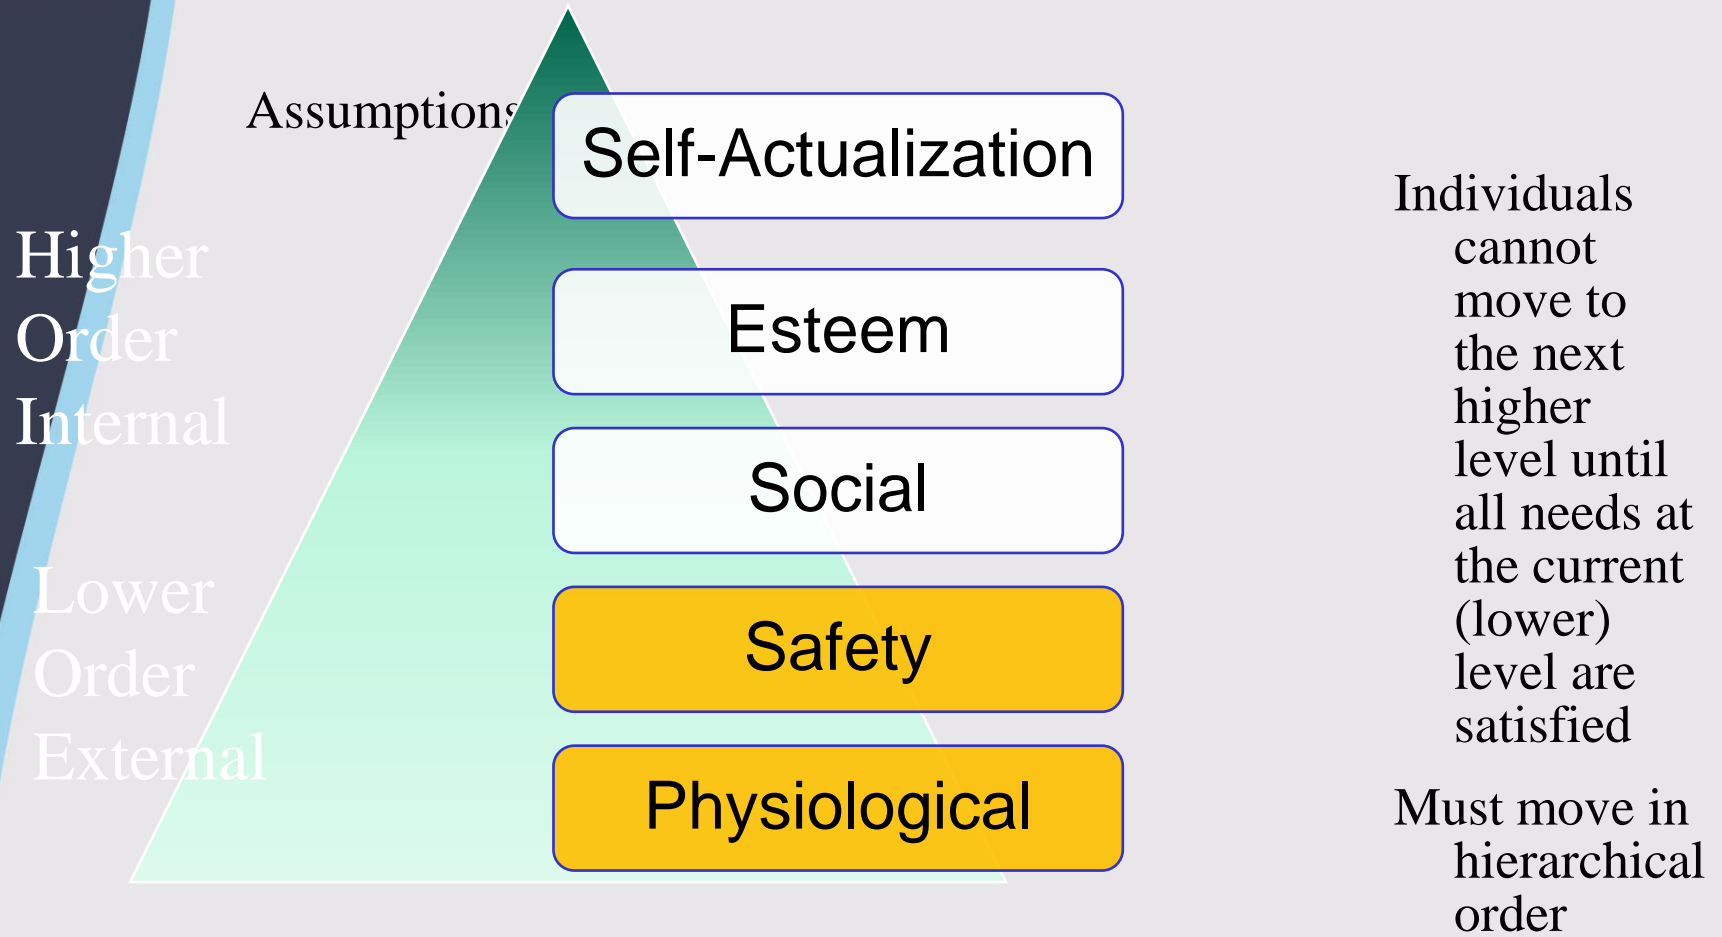 Assumptions
Self-Actualization
Higher
Order
Internal
Esteem
Social
Lower
Order
External
Safety
Physiological
Individuals
cannot
move to
the next
higher
level until
all needs at
the current
(lower)
level are
satisfied
Must move in
hierarchical
order